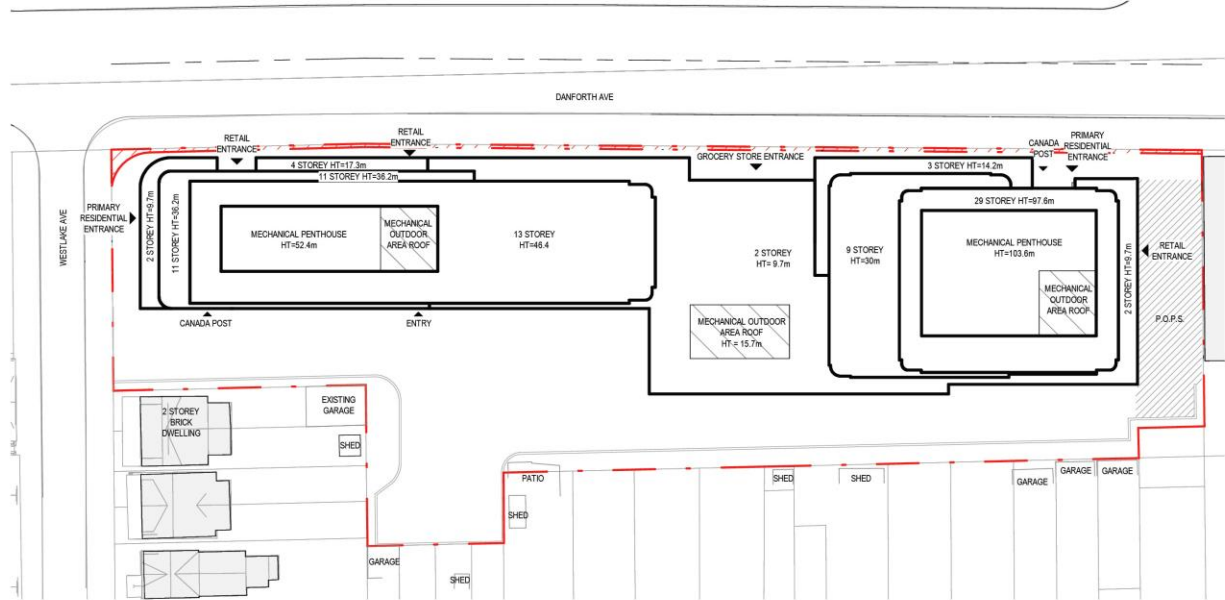 DANFORTH AVE
WESTLAKE AVE
RETAIL
ENTRANCE
RETAIL
ENTRANCE
GROCERY STORE ENTRANCE
CANADA
POST
PRIMARY
RESIDENTIAL
ENTRANCE
4 STOREY HT=17.3m
11 STOREY HT=36.2m
3 STOREY HT=14.2m
29 STOREY HT=97.6m
PRIMARY
RESIDENTIAL
ENTRANCE
2 STOREY HT=9.7m
11 STOREY HT=36.2m
MECHANICAL PENTHOUSE
HT=52.4m
MECHANICAL
OUTDOOR
AREA ROOF
13 STOREY
HT=46.4
2 STOREY
HT= 9.7m
9 STOREY
HT=30m
MECHANICAL PENTHOUSE
HT=103.6m
MECHANICAL
OUTDOOR
AREA ROOF
2 STOREY HT=9.7m
RETAIL
ENTRANCE
P.O.P.S.
MECHANICAL OUTDOOR
AREA ROOF
HT = 15.7m
CANADA POST
ENTRY
2 STOREY
BRICK
DWELLING
EXISTING
GARAGE
SHED
PATIO
SHED
SHED
SHED
GARAGE
GARAGE
GARAGE
GARAGE
SHED